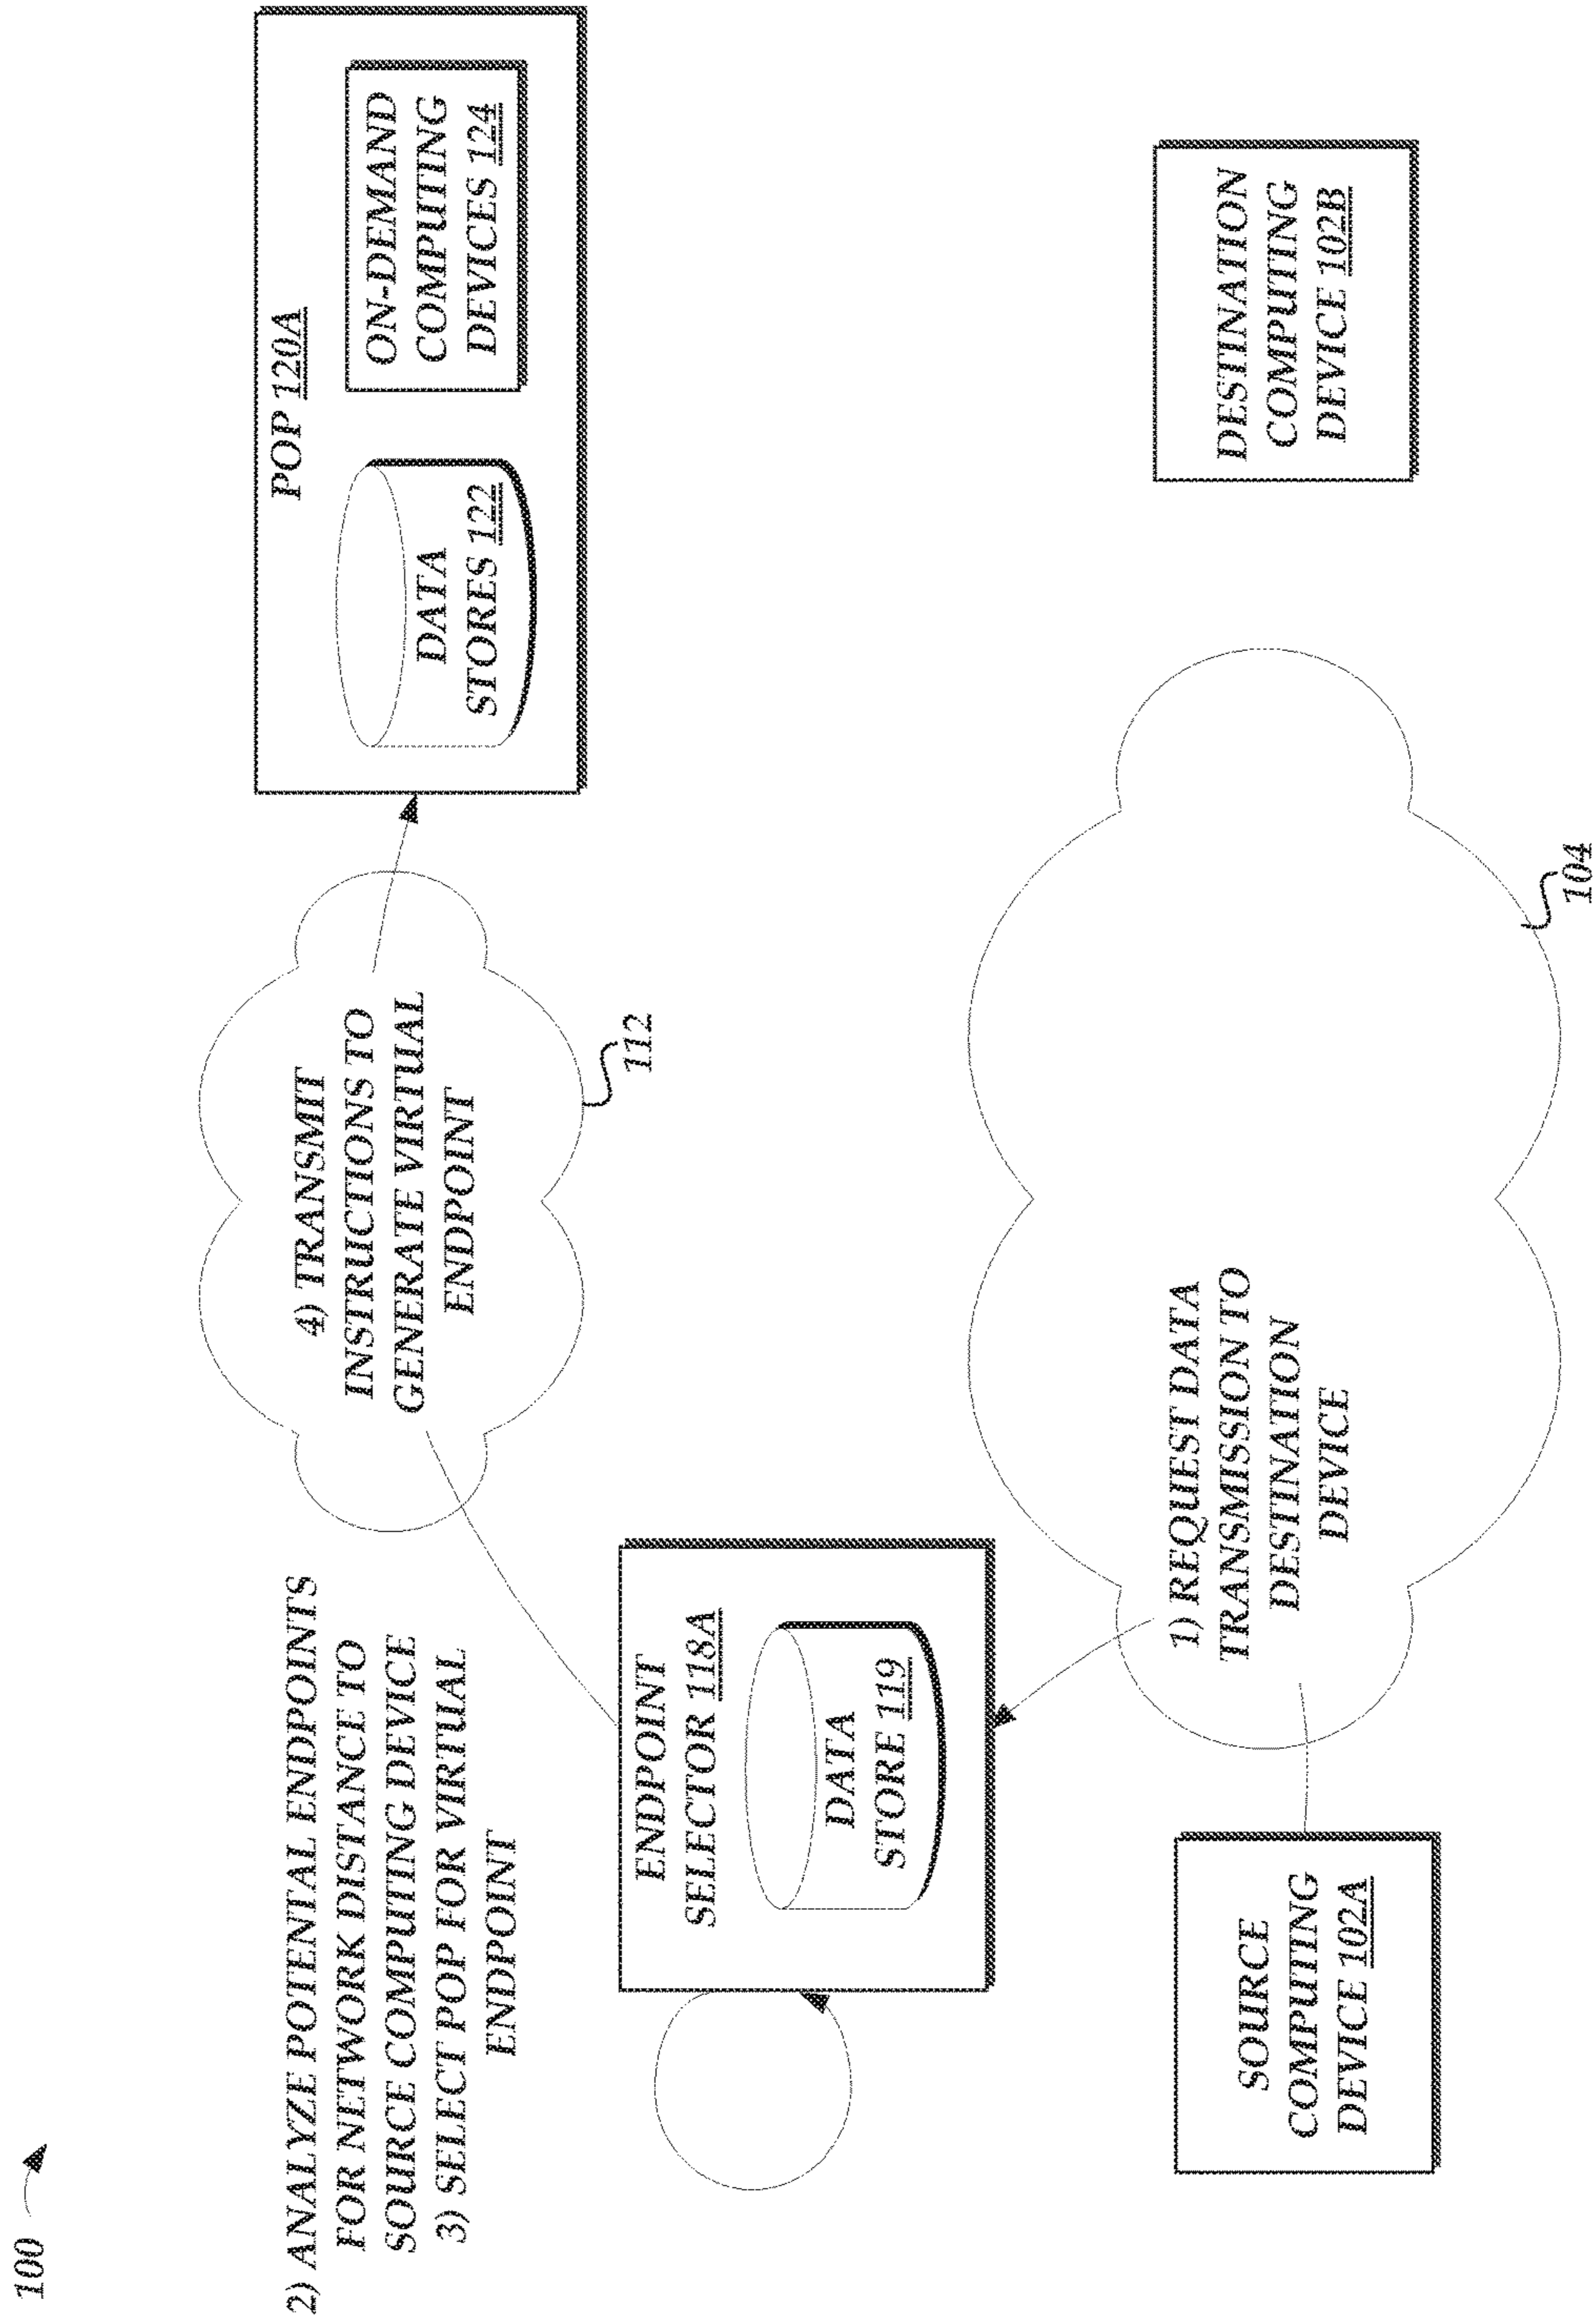 100
2) ANALYZE POTENTIAL ENDPOINTS
FOR NETWORK DISTANCE TO
SOURCE COMPUTING DEVICE
3) SELECT POP FOR VIRTUAL
ENDPOINT
4) TRANSMIT
INSTRUCTIONS TO
GENERATE VIRTUAL
ENDPOINT
112
POP 120A
DATA
STORES 122
ON-DEMAND
COMPUTING
DEVICES 124
ENDPOINT
SELECTOR 118A
DATA
STORE 119
SOURCE
COMPUTING
DEVICE 102A
1) REQUEST DATA
TRANSMISSION TO
DESTINATION
DEVICE
104
DESTINATION
COMPUTING
DEVICE 102B